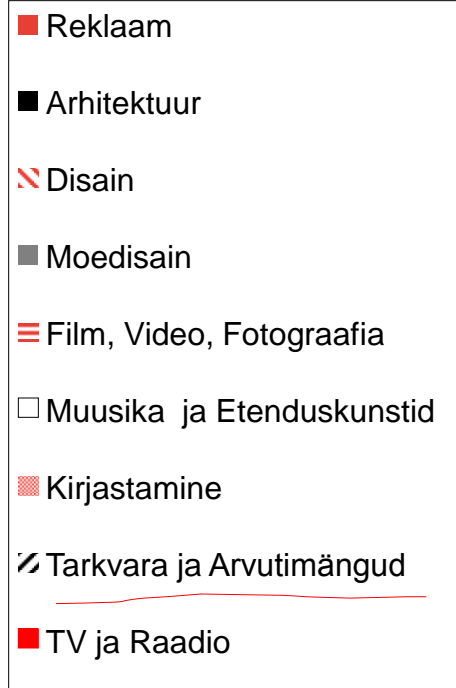 Reklaam
Arhitektuur
Disain
Moedisain
Film, Video, Fotograafia
Muusika ja Etenduskunstid
Kirjastamine
Tarkvara ja Arvutimängud
TV ja Raadio